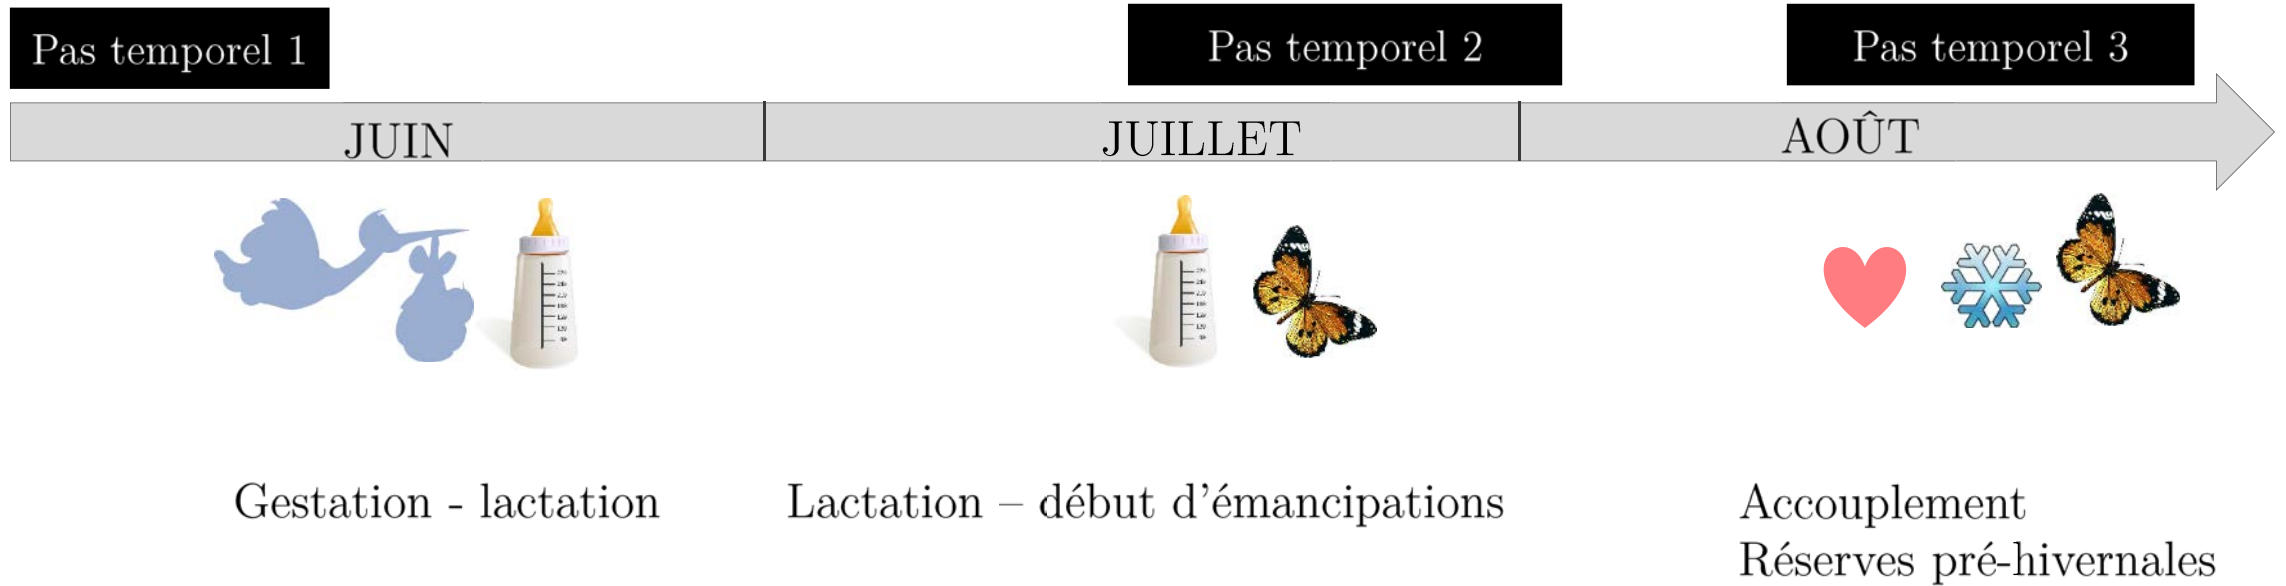 Pas temporel 1
Pas temporel 2
Pas temporel 3
JUIN
JUILLET
AOÛT
Gestation - lactation
Lactation – début d'émancipations
Accouplement
Réserves pré-hivernales